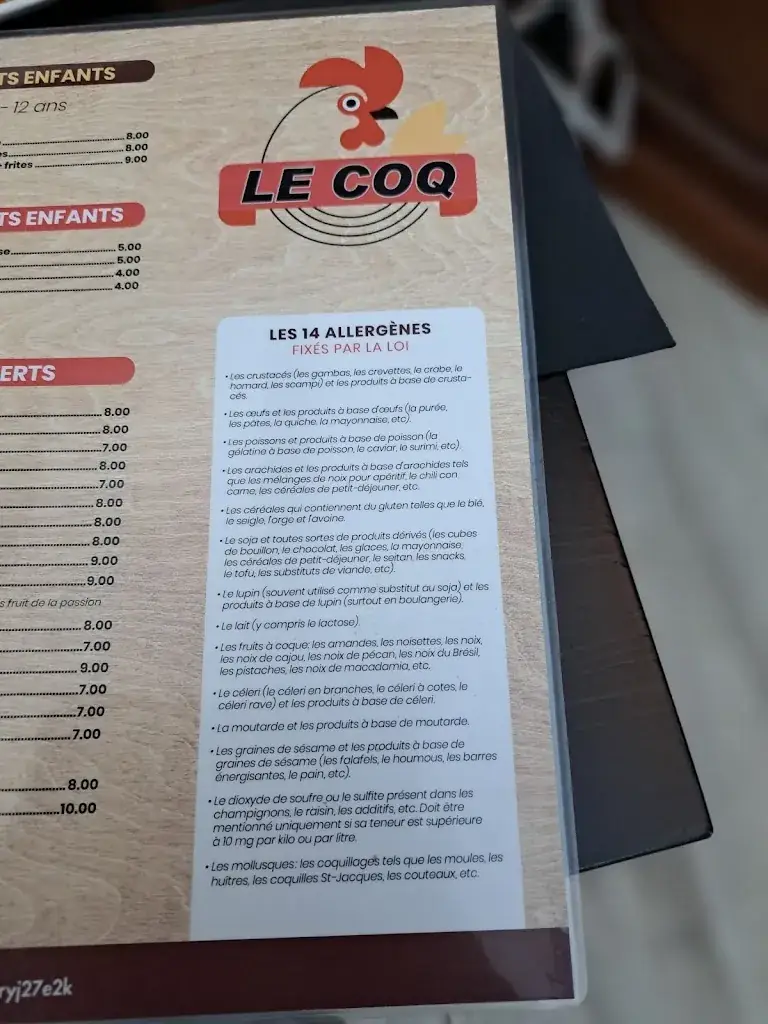 TS ENFANTS
– 12 ans
8.00
8.00
frites 9.00
TS ENFANTS
5.00
5.00
4.00
4.00
ERTS
8.00
8.00
7.00
8.00
7.00
8.00
8.00
8.00
9.00
9.00
s fruit de la passion
8.00
7.00
9.00
7.00
7.00
7.00
8.00
10.00
ryj27e2k
LE COQ
LES 14 ALLERGÈNES
FIXÉS PAR LA LOI
• Les crustacés (les gambas, les crevettes, le crabe, le
homard, les scampi) et les produits à base de crusta-
cés.
• Les œufs et les produits à base d'œufs (la purée,
les pâtes, la quiche, la mayonnaise, etc).
• Les poissons et produits à base de poisson (la
gélatine à base de poisson, le caviar, le surimi, etc).
• Les arachides et les produits à base d'arachides tels
que les mélanges de noix pour apéritif, le chili con
carne, les céréales de petit-déjeuner, etc.
• Les céréales qui contiennent du gluten telles que le blé,
le seigle, l'orge et l'avoine.
• Le soja et toutes sortes de produits dérivés (les cubes
de bouillon, le chocolat, les glaces, la mayonnaise,
les céréales de petit-déjeuner, le seitan, les snacks,
le tofu, les substituts de viande, etc).
• Le lupin (souvent utilisé comme substitut au soja) et les
produits à base de lupin (surtout en boulangerie).
• Le lait (y compris le lactose).
• Les fruits à coque: les amandes, les noisettes, les noix,
les noix de cajou, les noix de pécan, les noix du Brésil,
les pistaches, les noix de macadamia, etc.
• Le céleri (le céleri en branches, le céleri à cotes, le
céleri rave) et les produits à base de céleri.
• La moutarde et les produits à base de moutarde.
• Les graines de sésame et les produits à base de
graines de sésame (les falafels, le houmous, les barres
énergisantes, le pain, etc).
• Le dioxyde de soufre ou le sulfite présent dans les
champignons, le raisin, les additifs, etc. Doit être
mentionné uniquement si sa teneur est supérieure
à 10 mg par kilo ou par litre.
• Les mollusques: les coquillages tels que les moules, les
huîtres, les coquilles St-Jacques, les couteaux, etc.